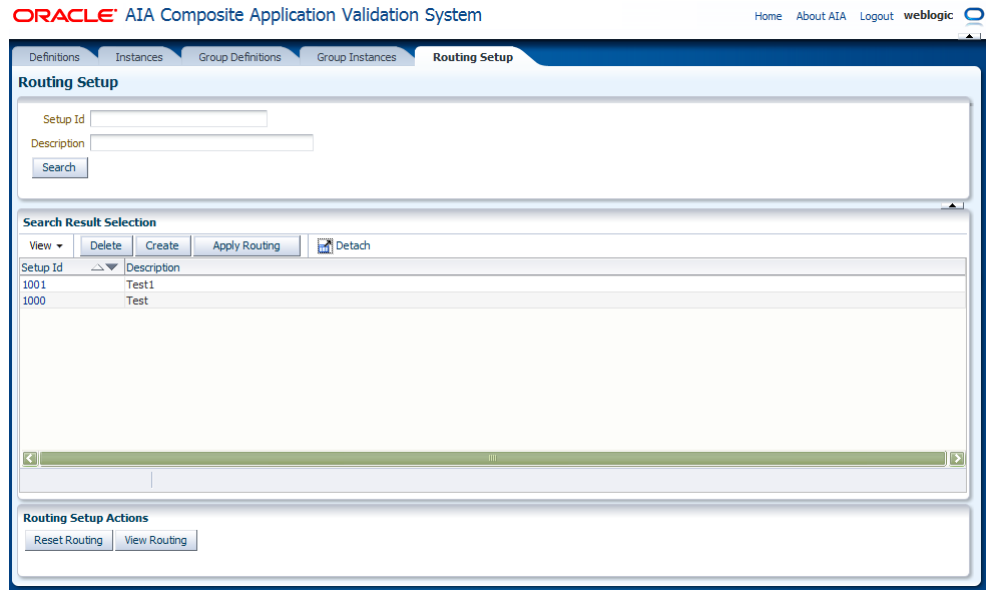 ORACLE AIA Composite Application Validation System
Home About AIA Logout weblogic
Definitions Instances Group Definitions Group Instances Routing Setup
Routing Setup
Setup Id
Description
Search
Search Result Selection
View Delete Create Apply Routing Detach
Setup Id Description
1001 Test1
1000 Test
Routing Setup Actions
Reset Routing View Routing